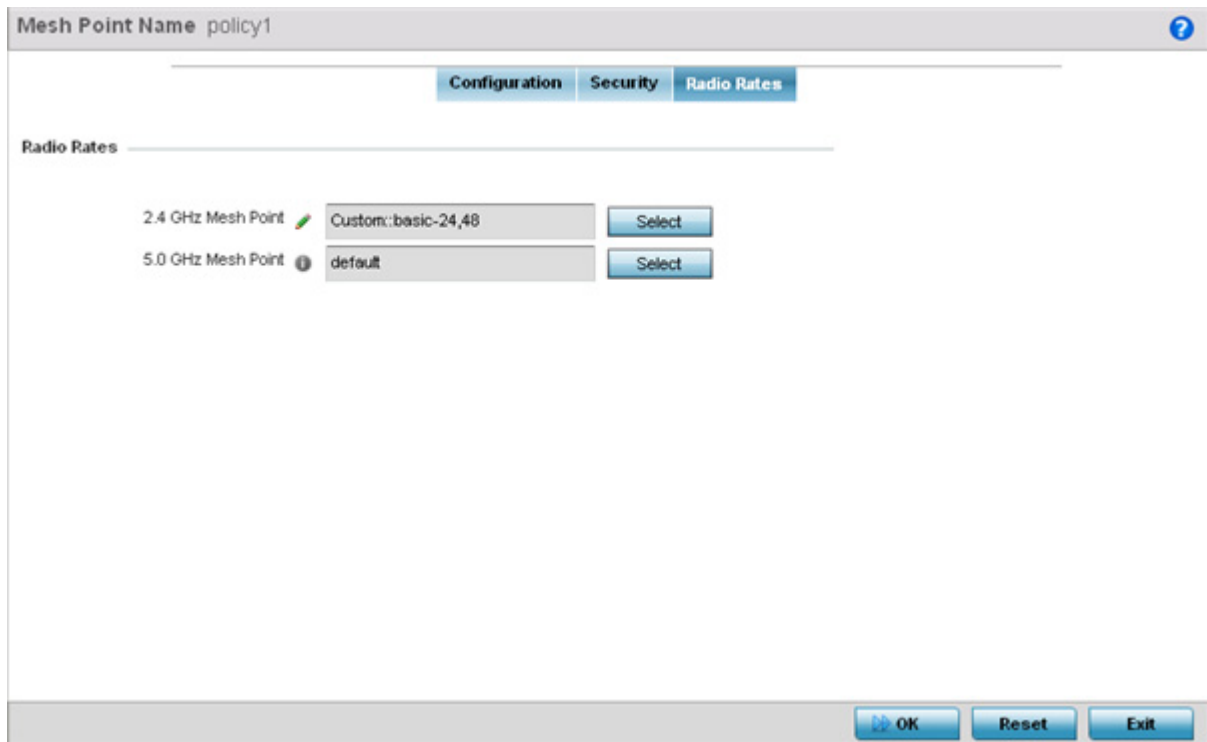 Mesh Point Name policy1 ?
Configuration Security Radio Rates
Radio Rates
2.4 GHz Mesh Point Custom::basic-24,48 Select
5.0 GHz Mesh Point i default Select
OK Reset Exit